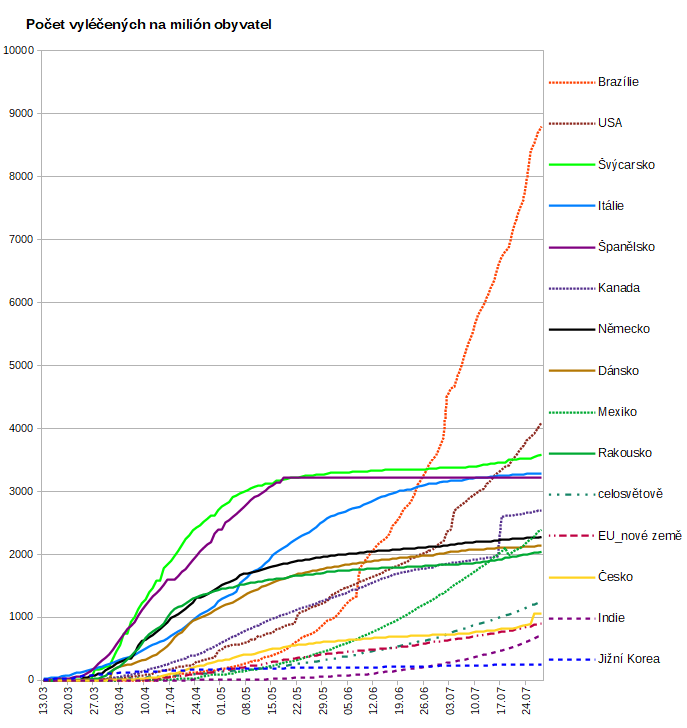 Počet vyléčených na milión obyvatel
10000
9000
8000
7000
6000
5000
4000
3000
2000
1000
0
13.03
20.03
27.03
03.04
10.04
17.04
24.04
01.05
08.05
15.05
22.05
29.05
05.06
12.06
19.06
26.06
03.07
10.07
17.07
24.07
Brazílie
USA
Švýcarsko
Itálie
Španělsko
Kanada
Německo
Dánsko
Mexiko
Rakousko
celosvětově
EU_nové země
Česko
Indie
Jižní Korea